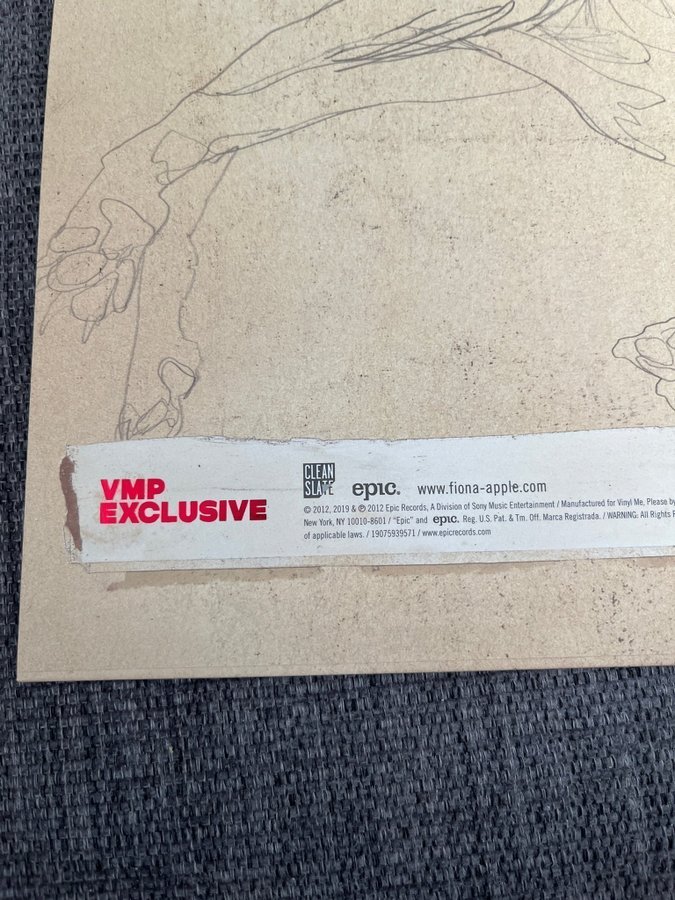 VMP
EXCLUSIVE
CLEAN
SLATE
epic. www.fiona-apple.com
© 2012, 2019 & ℗ 2012 Epic Records, A Division of Sony Music Entertainment / Manufactured for Vinyl Me, Please by
New York, NY 10010-8601 / "Epic" and epic. Reg. U.S. Pat. & Tm. Off. Marca Registrada. / WARNING: All Rights
of applicable laws. / 19075939571 / www.epicrecords.com